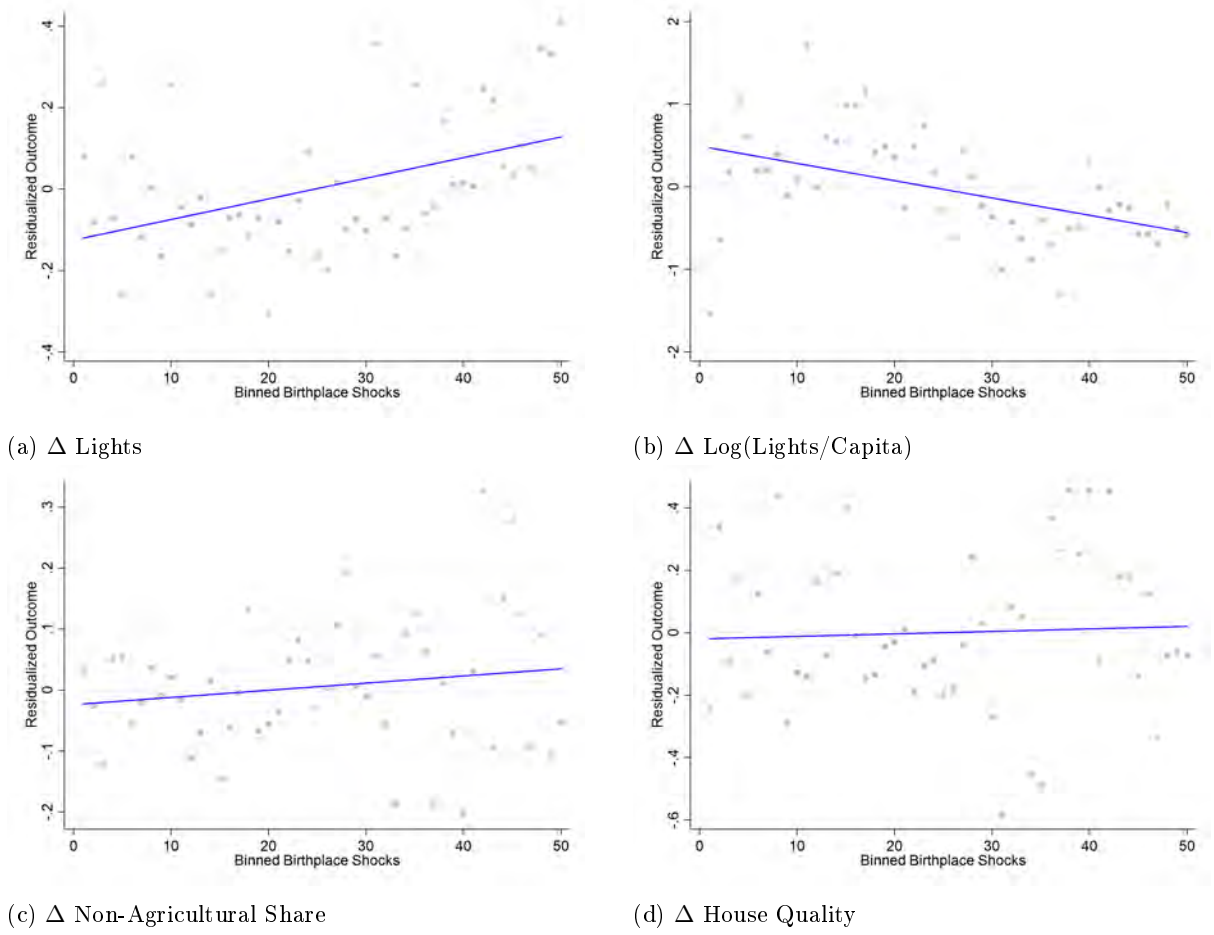 .4
.2
0
-.2
-.4
Residualized Outcome
0 10 20 30 40 50
Binned Birthplace Shocks
(a) Δ Lights
2
1
0
-1
-2
Residualized Outcome
0 10 20 30 40 50
Binned Birthplace Shocks
(b) Δ Log(Lights/Capita)
.3
.2
.1
0
-.1
-.2
Residualized Outcome
0 10 20 30 40 50
Binned Birthplace Shocks
(c) Δ Non-Agricultural Share
.4
.2
0
-.2
-.4
-.6
Residualized Outcome
0 10 20 30 40 50
Binned Birthplace Shocks
(d) Δ House Quality